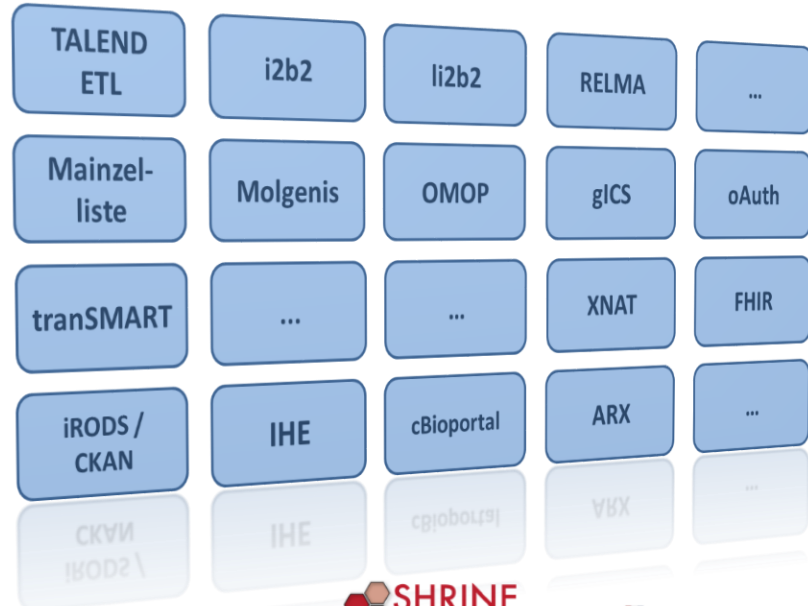 TALEND
ETL
i2b2
li2b2
RELMA
...
Mainzel-
liste
Molgenis
OMOP
gICS
oAuth
tranSMART
...
...
XNAT
FHIR
iRODS /
CKAN
IHE
cBioportal
ARX
...
SHRINE